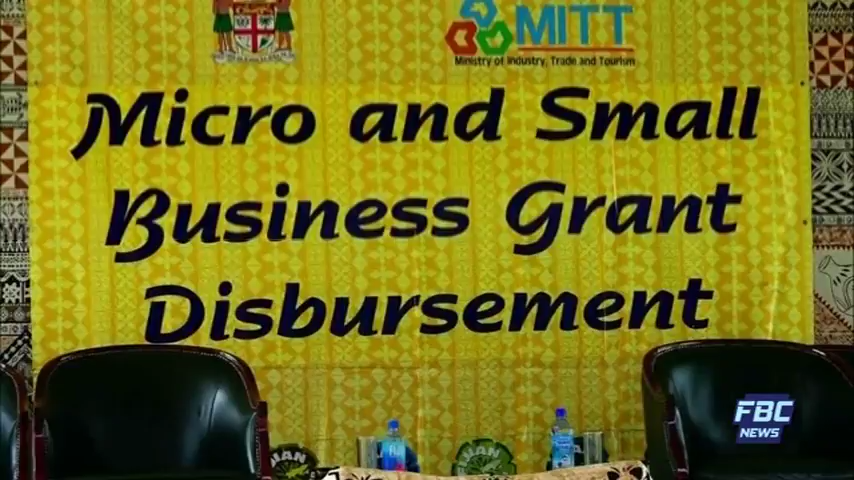 MITT
Ministry of Industry, Trade and Tourism
Micro and Small
Business Grant
Disbursement
FBC
NEWS